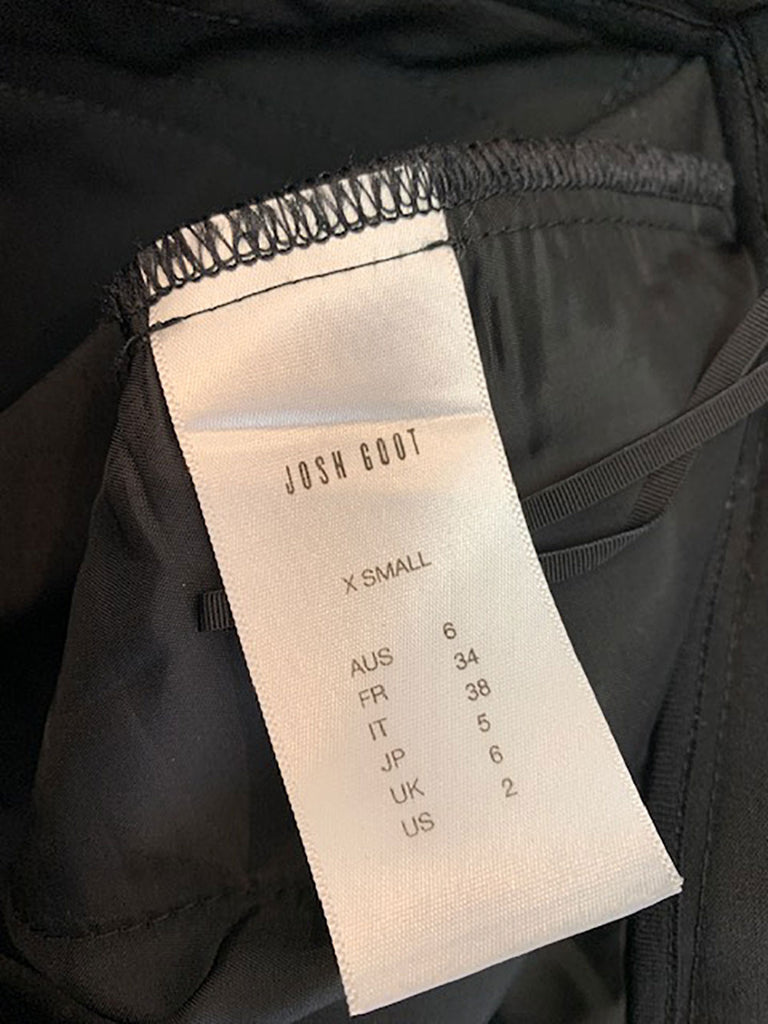 JOSH GOOT
X SMALL
AUS 6
FR 34
IT 38
JP 5
UK 6
US 2